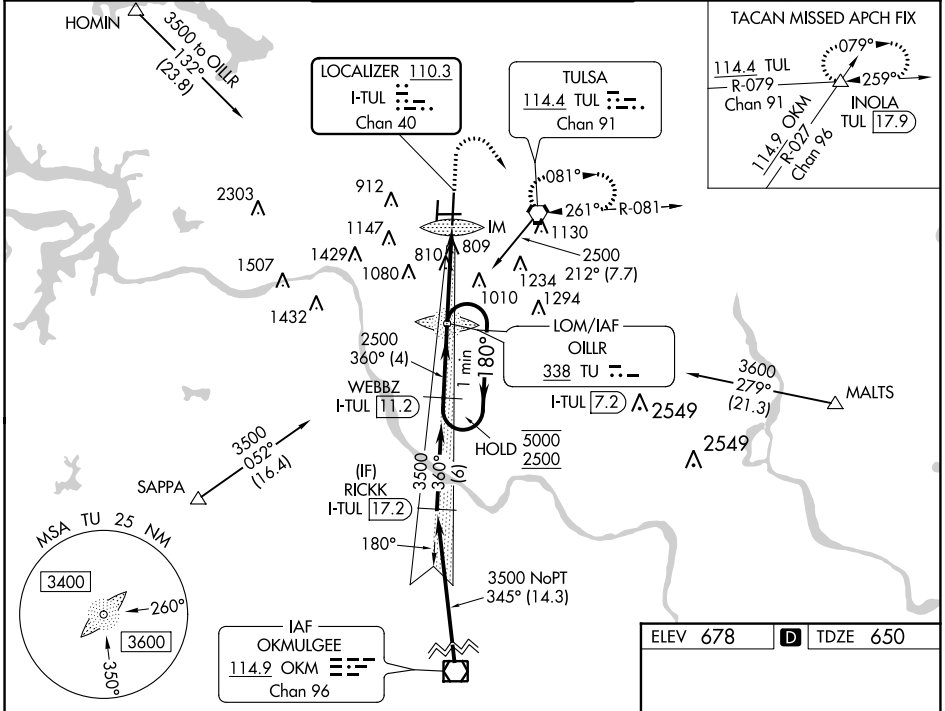 HOMIN
3500 to OILLR
132°
(23.8)
LOCALIZER 110.3
I-TUL
Chan 40
TULSA
114.4 TUL
Chan 91
TACAN MISSED APCH FIX
079°
114.4 TUL
R-079
Chan 91
259°
INOLA
TUL 17.9
114.9 OKM
R-027
Chan 96
2303
912
081°
261°
R-081
IM
1130
1147
1429
810
809
2500
212° (7.7)
1507
1080
1234
1010
1294
1432
LOM/IAF
OILLR
338 TU
I-TUL 7.2
2500
360° (4)
1 min
180°
WEBBZ
I-TUL 11.2
3600
279°
(21.3)
MALTS
2549
2549
HOLD
5000
2500
3500
052°
(16.4)
SAPPA
3500
360°
(6)
(IF)
RICKK
I-TUL 17.2
180°
MSA TU 25 NM
3400
260°
3600
350°
3500 NoPT
345° (14.3)
IAF
OKMULGEE
114.9 OKM
Chan 96
ELEV 678
D
TDZE 650